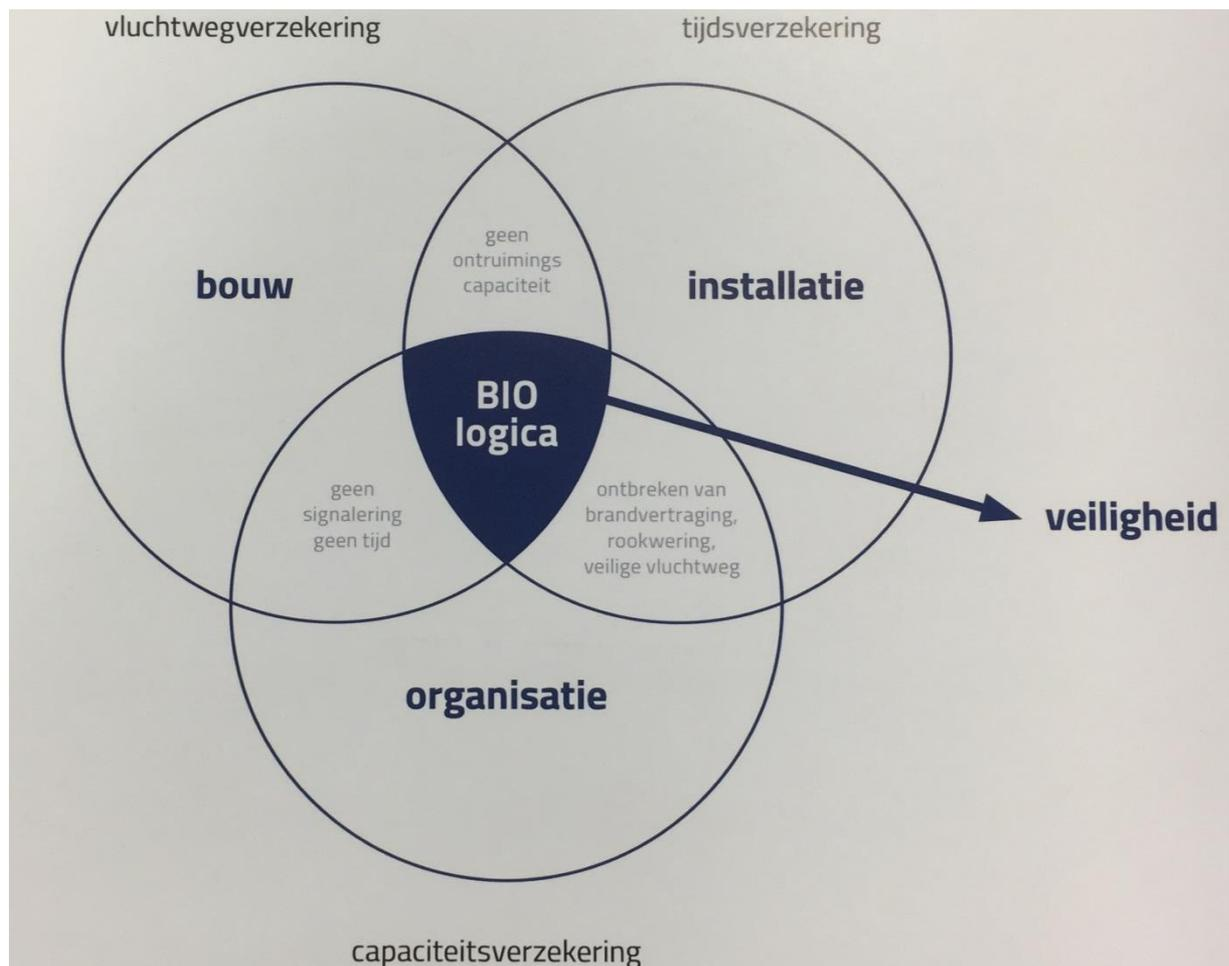 vluchtwegverzekering
tijdsverzekering
geen
ontruimings
capaciteit
bouw
installatie
BIO
logica
geen
signalering
geen tijd
ontbreken van
brandvertraging,
rookwering,
veilige vluchtweg
veiligheid
organisatie
capaciteitsverzekering